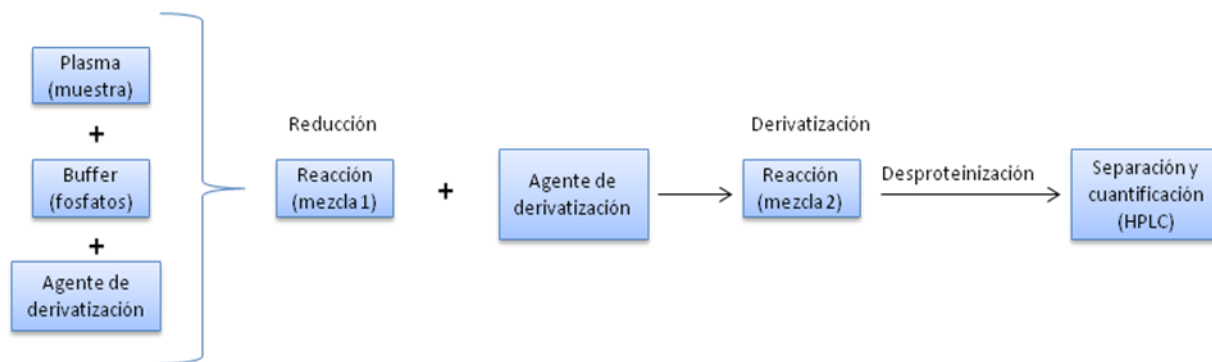 Plasma
(muestra)
+
Buffer
(fosfatos)
+
Agente de
derivatización
Reducción
Reacción
(mezcla 1)
+
Agente de
derivatización
Derivatización
Reacción
(mezcla 2)
Desproteinización
Separación y
cuantificación
(HPLC)